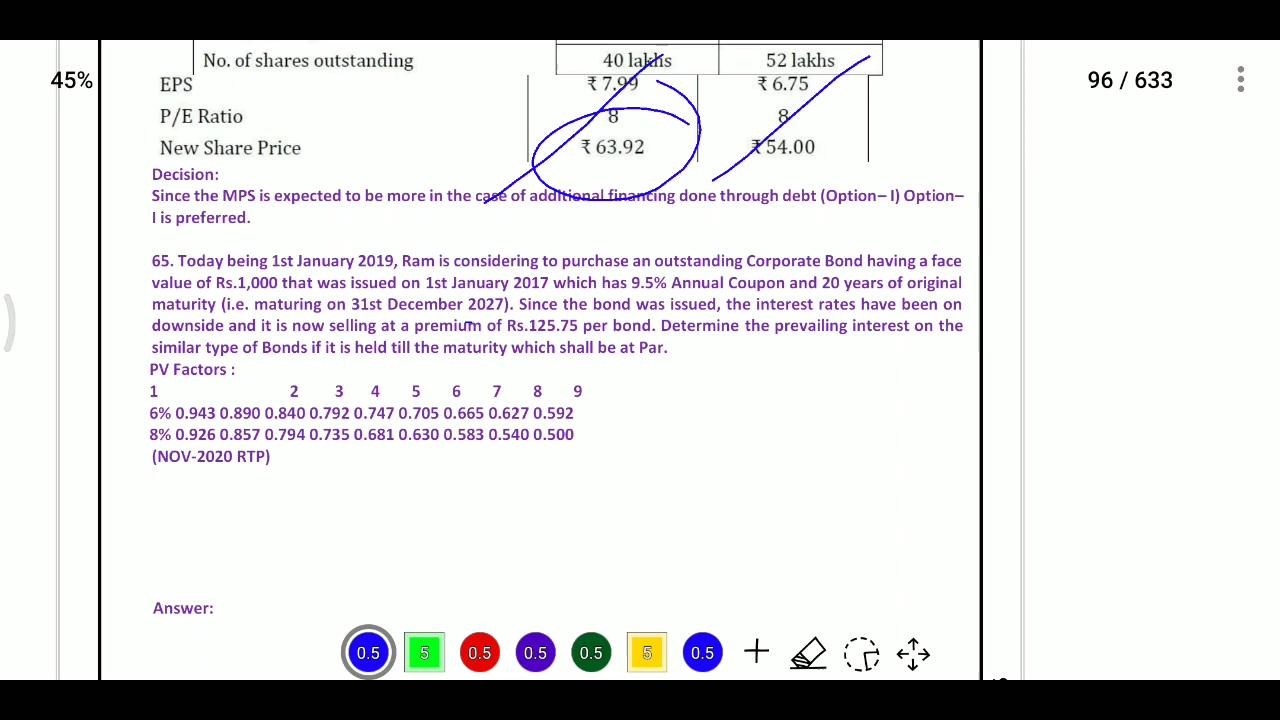 45%
96 / 633
No. of shares outstanding 40 lakhs 52 lakhs
EPS ₹ 7.99 ₹ 6.75
P/E Ratio 8 8
New Share Price ₹ 63.92 ₹ 54.00
Decision:
Since the MPS is expected to be more in the case of additional financing done through debt (Option– I) Option–
I is preferred.
65. Today being 1st January 2019, Ram is considering to purchase an outstanding Corporate Bond having a face
value of Rs.1,000 that was issued on 1st January 2017 which has 9.5% Annual Coupon and 20 years of original
maturity (i.e. maturing on 31st December 2027). Since the bond was issued, the interest rates have been on
downside and it is now selling at a premium of Rs.125.75 per bond. Determine the prevailing interest on the
similar type of Bonds if it is held till the maturity which shall be at Par.
PV Factors :
1 2 3 4 5 6 7 8 9
6% 0.943 0.890 0.840 0.792 0.747 0.705 0.665 0.627 0.592
8% 0.926 0.857 0.794 0.735 0.681 0.630 0.583 0.540 0.500
(NOV-2020 RTP)
Answer:
0.5 5 0.5 0.5 0.5 5 0.5